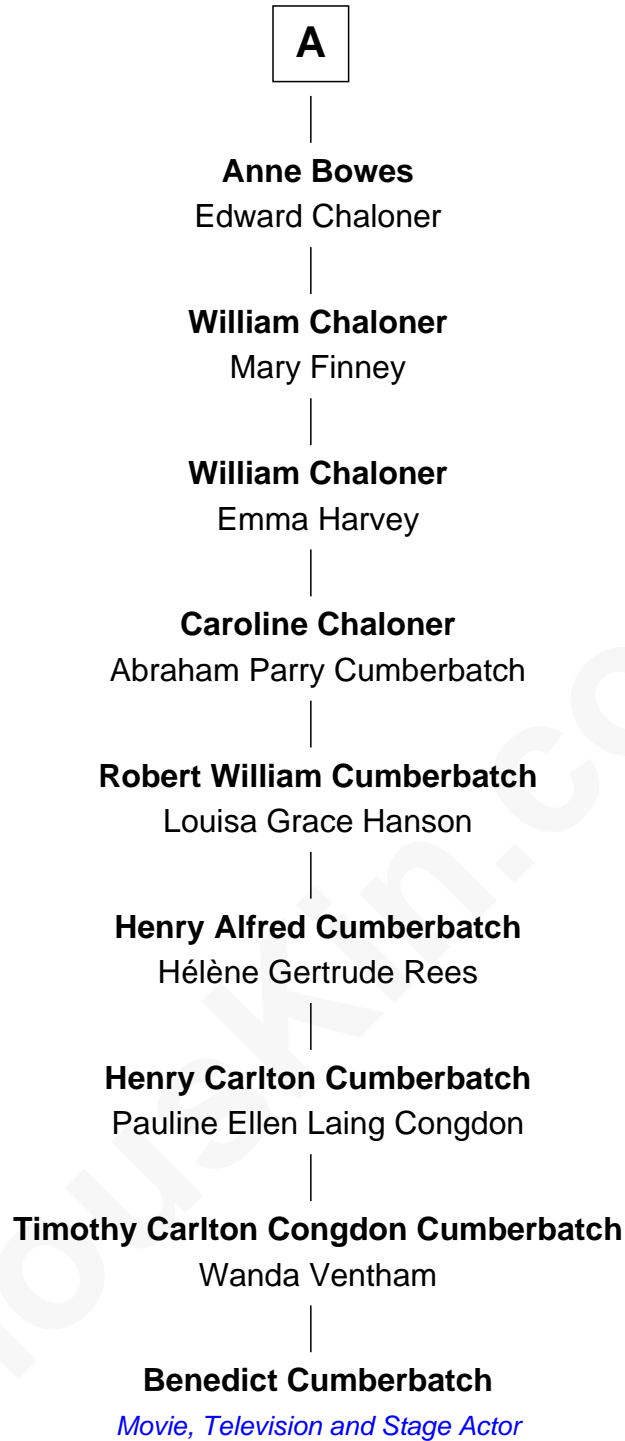 A
Anne Bowes
Edward Chaloner
William Chaloner
Mary Finney
William Chaloner
Emma Harvey
Caroline Chaloner
Abraham Parry Cumberbatch
Robert William Cumberbatch
Louisa Grace Hanson
Henry Alfred Cumberbatch
Hélène Gertrude Rees
Henry Carlton Cumberbatch
Pauline Ellen Laing Congdon
Timothy Carlton Congdon Cumberbatch
Wanda Ventham
Benedict Cumberbatch
Movie, Television and Stage Actor